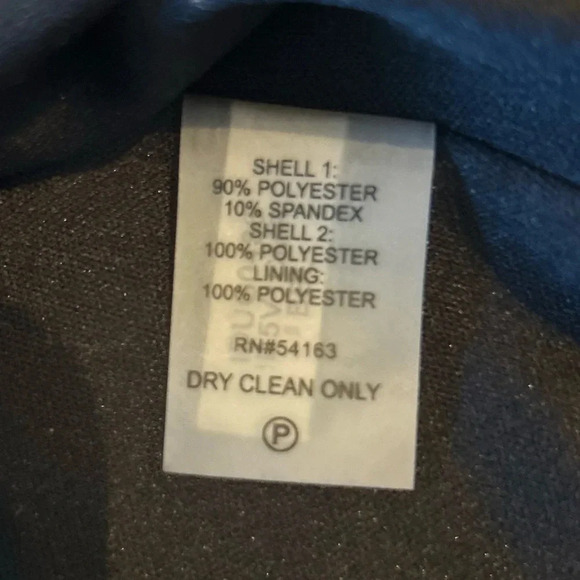 SHELL 1:
90% POLYESTER
10% SPANDEX
SHELL 2:
100% POLYESTER
LINING:
100% POLYESTER
RN#54163
DRY CLEAN ONLY
P